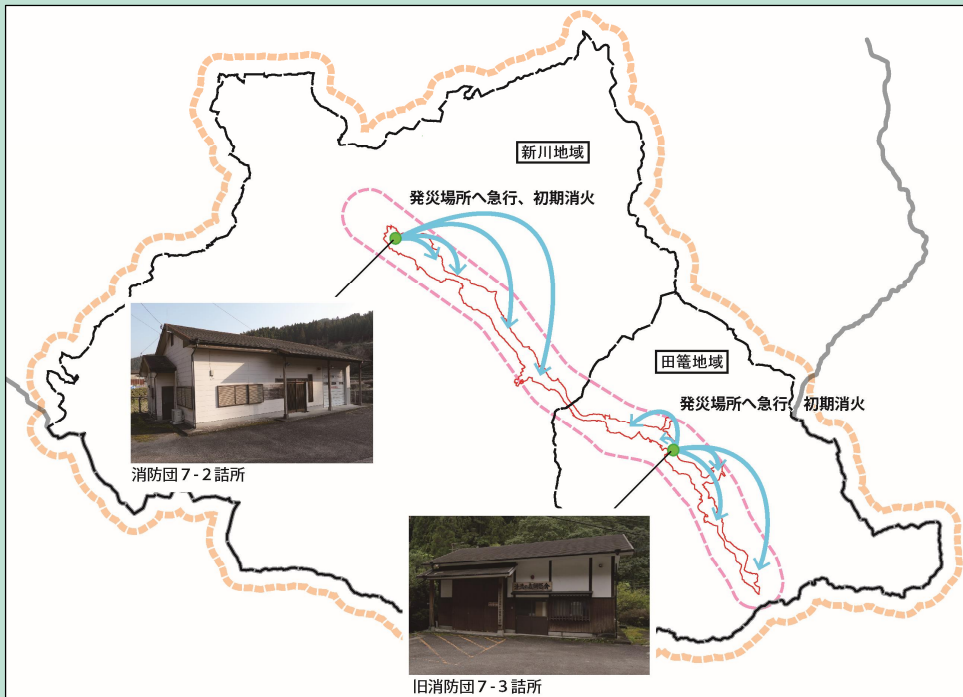 新川地域
発災場所へ急行、初期消火
田篭地域
発災場所へ急行、初期消火
消防団7-2詰所
旧消防団7-3詰所